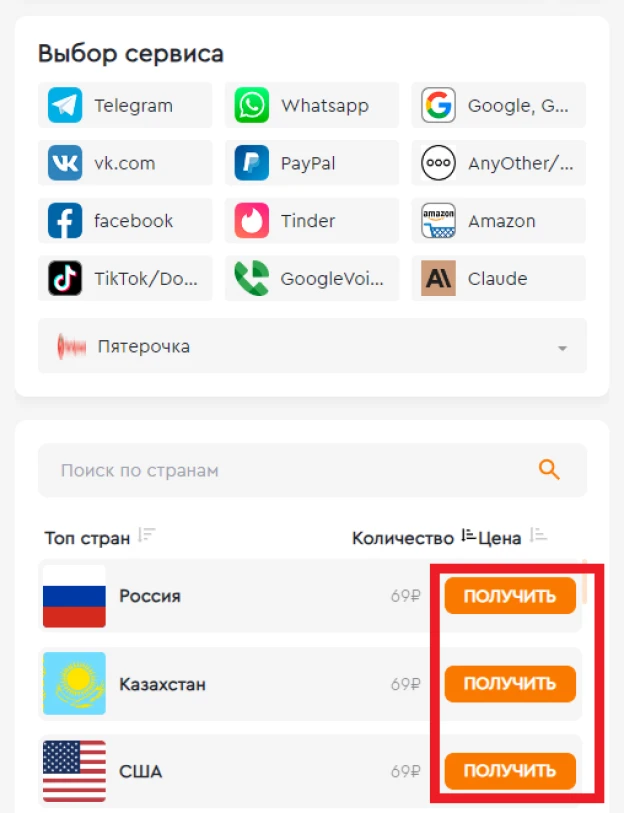 Выбор сервиса
Telegram Whatsapp Google, G...
vk.com PayPal AnyOther/...
facebook Tinder amazon Amazon
TikTok/Do... GoogleVoi... Claude
Пятерочка
Поиск по странам
Топ стран Количество Цена
Россия 69₽ ПОЛУЧИТЬ
Казахстан 69₽ ПОЛУЧИТЬ
США 69₽ ПОЛУЧИТЬ